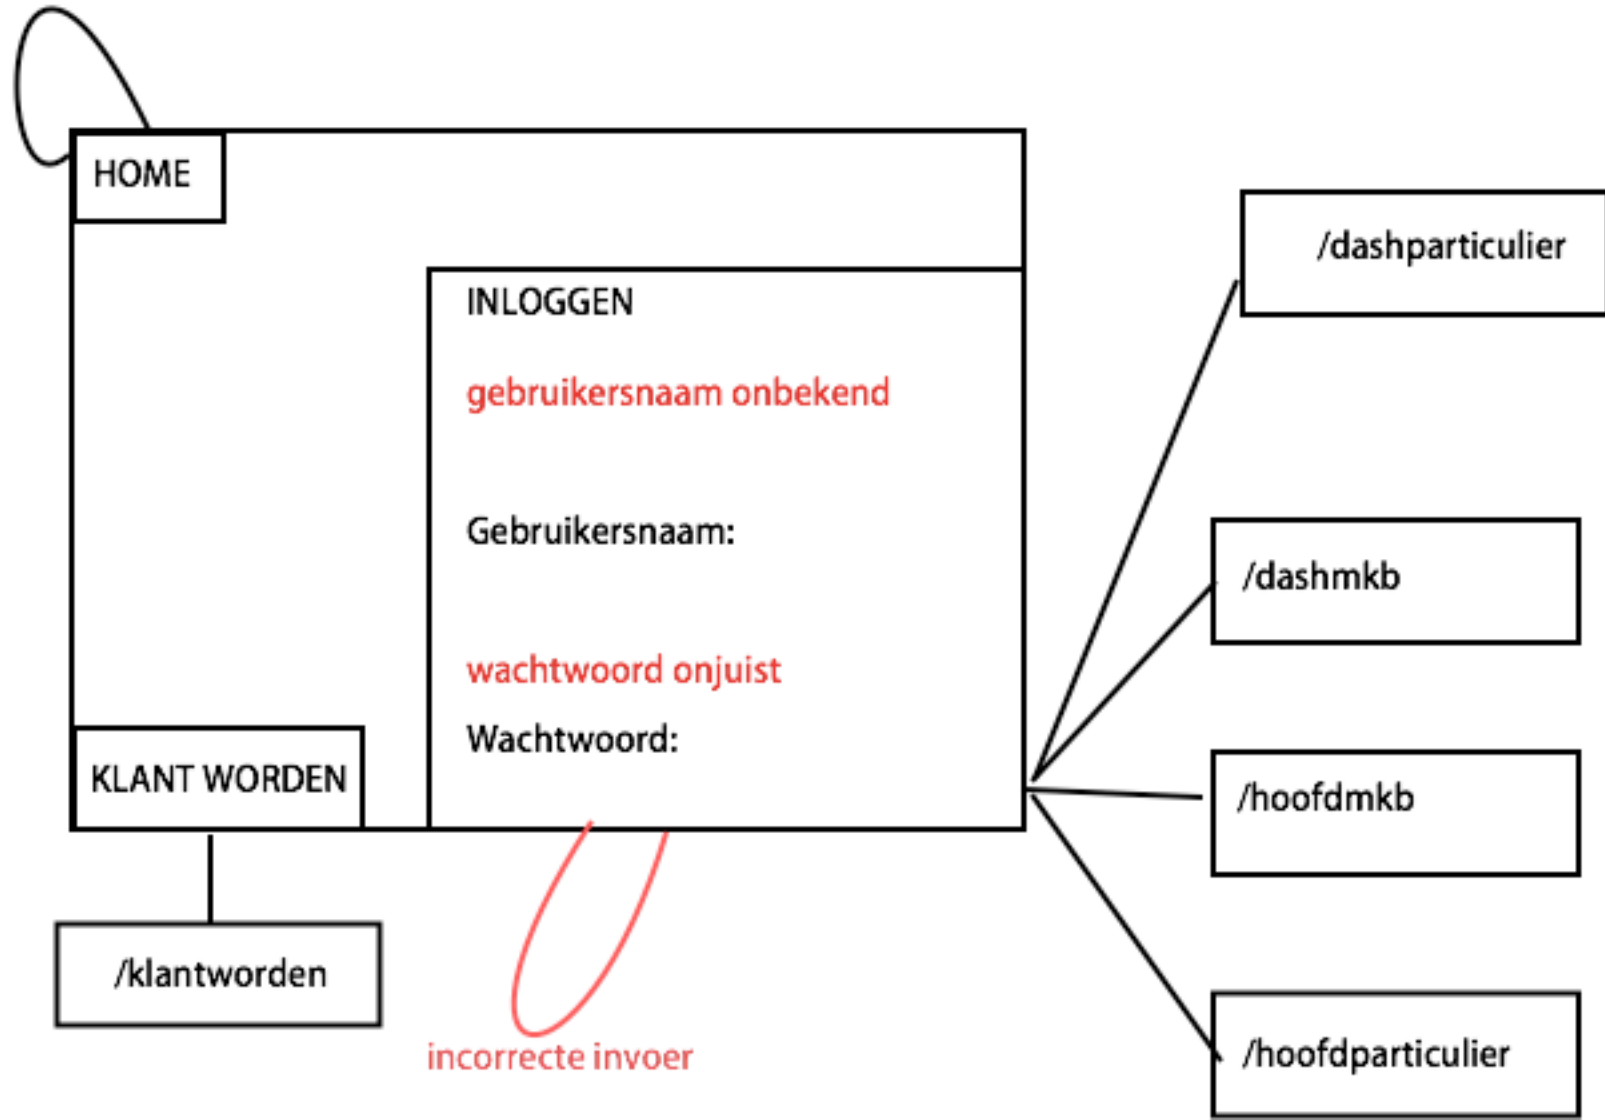 HOME
INLOGGEN
gebruikersnaam onbekend
Gebruikersnaam:
wachtwoord onjuist
Wachtwoord:
KLANT WORDEN
/klantworden
incorrecte invoer
/dashparticulier
/dashmkb
/hoofdmkb
/hoofdparticulier